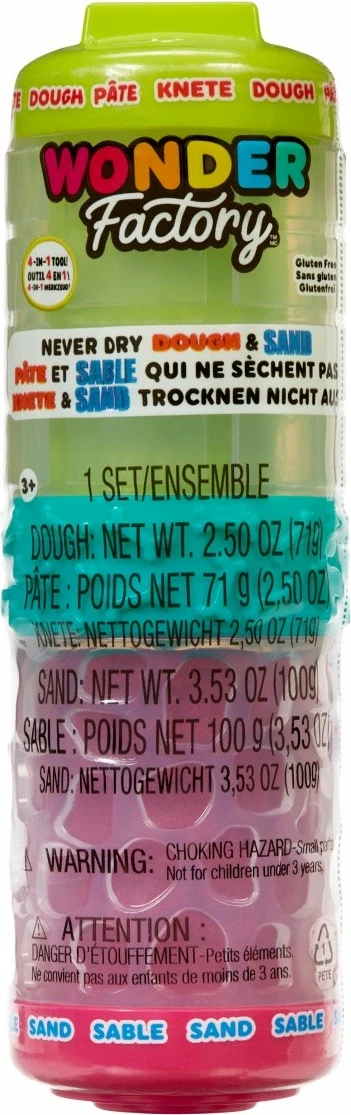 DOUGH PÂTE KNETE DOUGH
WONDER
Factory
TM
MC
4-IN-1 TOOL!
OUTIL 4 EN 1!
4-IN-1 WERKZEUG!
Gluten Free
Sans gluten
Glutenfrei
NEVER DRY DOUGH & SAND
PÂTE ET SABLE QUI NE SÈCHENT PAS
KNETE & SAND TROCKNEN NICHT AUS
3+
1 SET/ENSEMBLE
DOUGH: NET WT. 2.50 OZ (71g)
PÂTE : POIDS NET 71 g (2,50 OZ)
KNETE: NETTOGEWICHT 2,50 OZ (71g)
SAND: NET WT. 3.53 OZ (100g)
SABLE : POIDS NET 100 g (3,53 OZ)
SAND: NETTOGEWICHT 3,53 OZ (100g)
WARNING: CHOKING HAZARD-Small parts
Not for children under 3 years.
ATTENTION :
DANGER D'ÉTOUFFEMENT-Petits éléments.
Ne convient pas aux enfants de moins de 3 ans.
1
PETE
SAND SABLE SAND SABLE